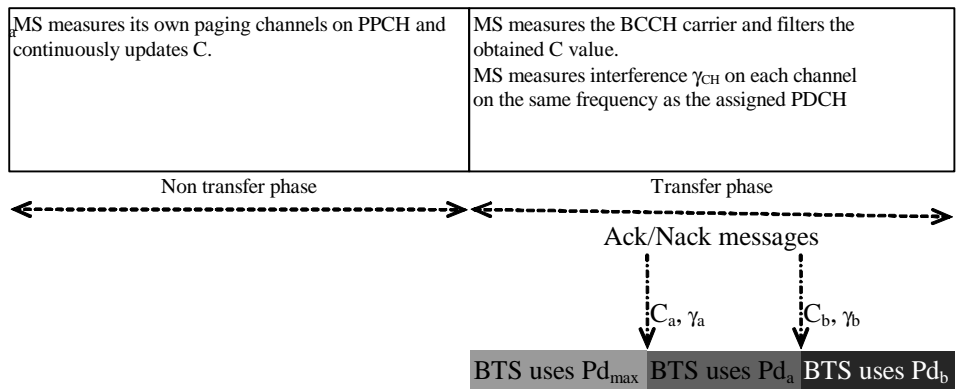 MS measures its own paging channels on PPCH and
a
continuously updates C.
MS measures the BCCH carrier and filters the
obtained C value.
MS measures interference γCH on each channel
on the same frequency as the assigned PDCH
Non transfer phase
Transfer phase
Ack/Nack messages
Ca, γa
Cb, γb
BTS uses Pdmax
BTS uses Pda
BTS uses Pdb